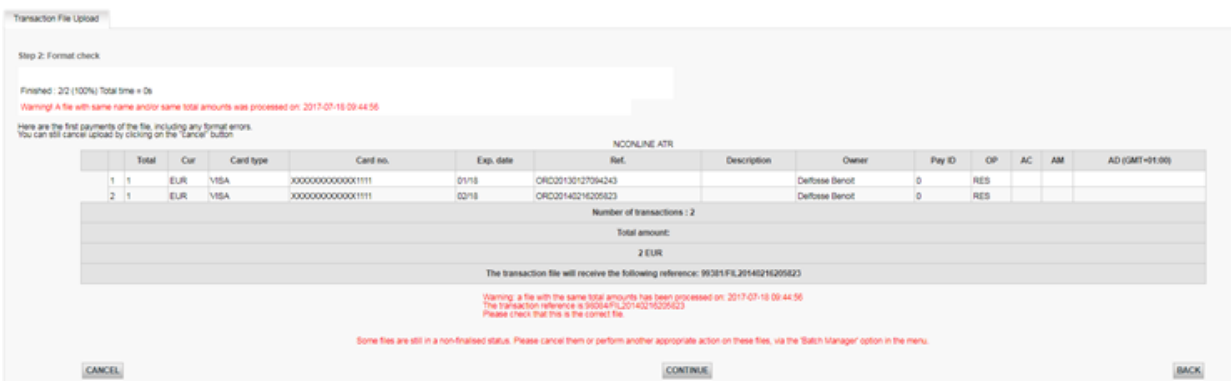 Transaction File Upload
Step 2: Format check
Finished : 2/2 (100%) Total time = 0s
Warning! A file with same name and/or same total amounts was processed on: 2017-07-18 09:44:56
Here are the first payments of the file, including any format errors.
You can still cancel upload by clicking on the "cancel" button
NCONLINE ATR
Total Cur Card type Card no. Exp. date Ref. Description Owner Pay ID OP AC AM AD (GMT+01:00)
1 1 EUR VISA XXXXXXXXXXXX1111 01/18 ORD20130127094243 Delfosse Benoit 0 RES
2 1 EUR VISA XXXXXXXXXXXX1111 02/18 ORD20140216205823 Delfosse Benoit 0 RES
Number of transactions : 2
Total amount:
2 EUR
The transaction file will receive the following reference: 99381/FIL20140216205823
Warning: a file with the same total amounts has been processed on: 2017-07-18 09:44:56
The transaction reference is 98084/FIL20140216205823
Please check that this is the correct file.
Some files are still in a non-finalised status. Please cancel them or perform another appropriate action on these files, via the 'Batch Manager' option in the menu.
CANCEL CONTINUE BACK